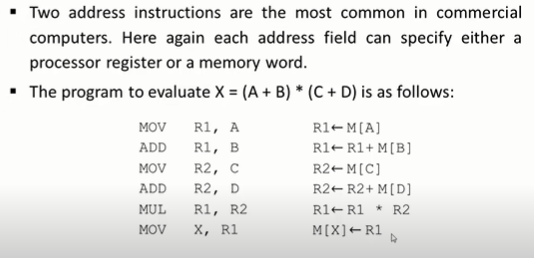 ▪ Two address instructions are the most common in commercial
computers. Here again each address field can specify either a
processor register or a memory word.
▪ The program to evaluate X = (A + B) * (C + D) is as follows:
MOV R1, A R1← M[A]
ADD R1, B R1← R1+ M[B]
MOV R2, C R2← M[C]
ADD R2, D R2← R2+ M[D]
MUL R1, R2 R1← R1 * R2
MOV X, R1 M[X]← R1